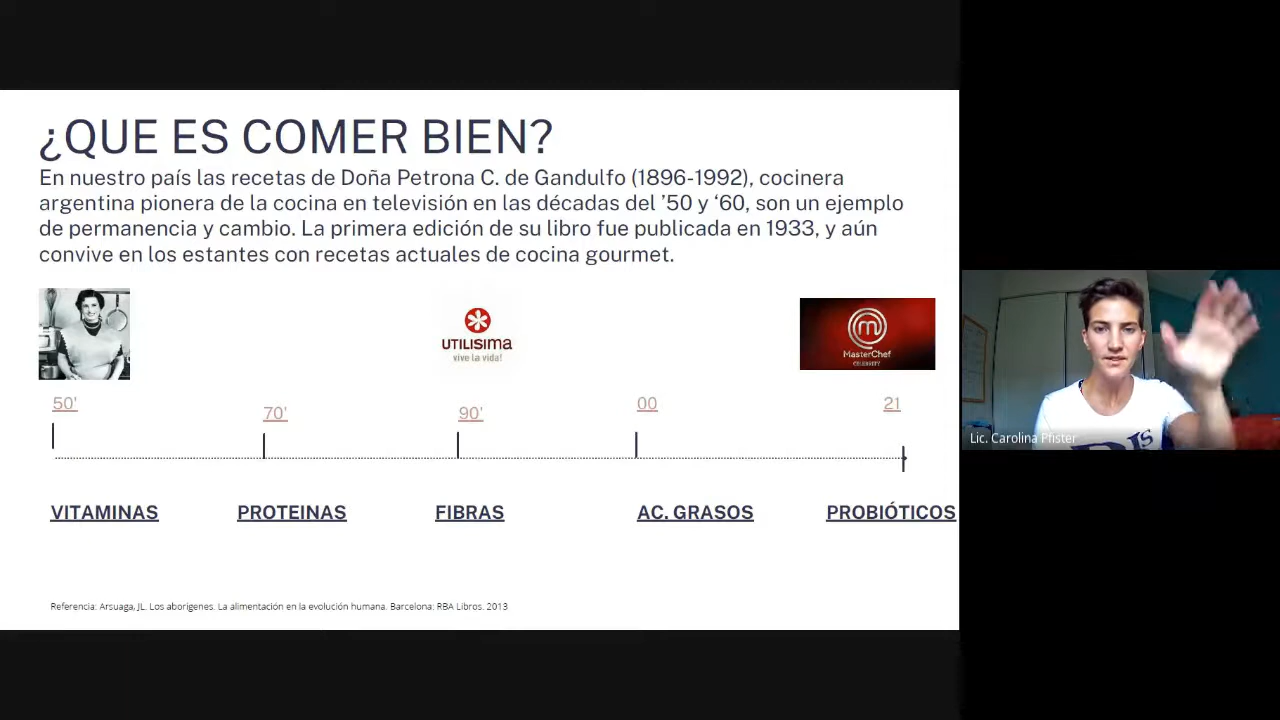 ¿QUE ES COMER BIEN?
En nuestro país las recetas de Doña Petrona C. de Gandulfo (1896-1992), cocinera
argentina pionera de la cocina en televisión en las décadas del ’50 y ‘60, son un ejemplo
de permanencia y cambio. La primera edición de su libro fue publicada en 1933, y aún
convive en los estantes con recetas actuales de cocina gourmet.
UTILISIMA
vive la vida!
MasterChef
CELEBRITY
50'
70'
90'
00
21
VITAMINAS
PROTEINAS
FIBRAS
AC. GRASOS
PROBIÓTICOS
Referencia: Arsuaga, JL. Los aborígenes. La alimentación en la evolución humana. Barcelona: RBA Libros. 2013
Lic. Carolina Pfister